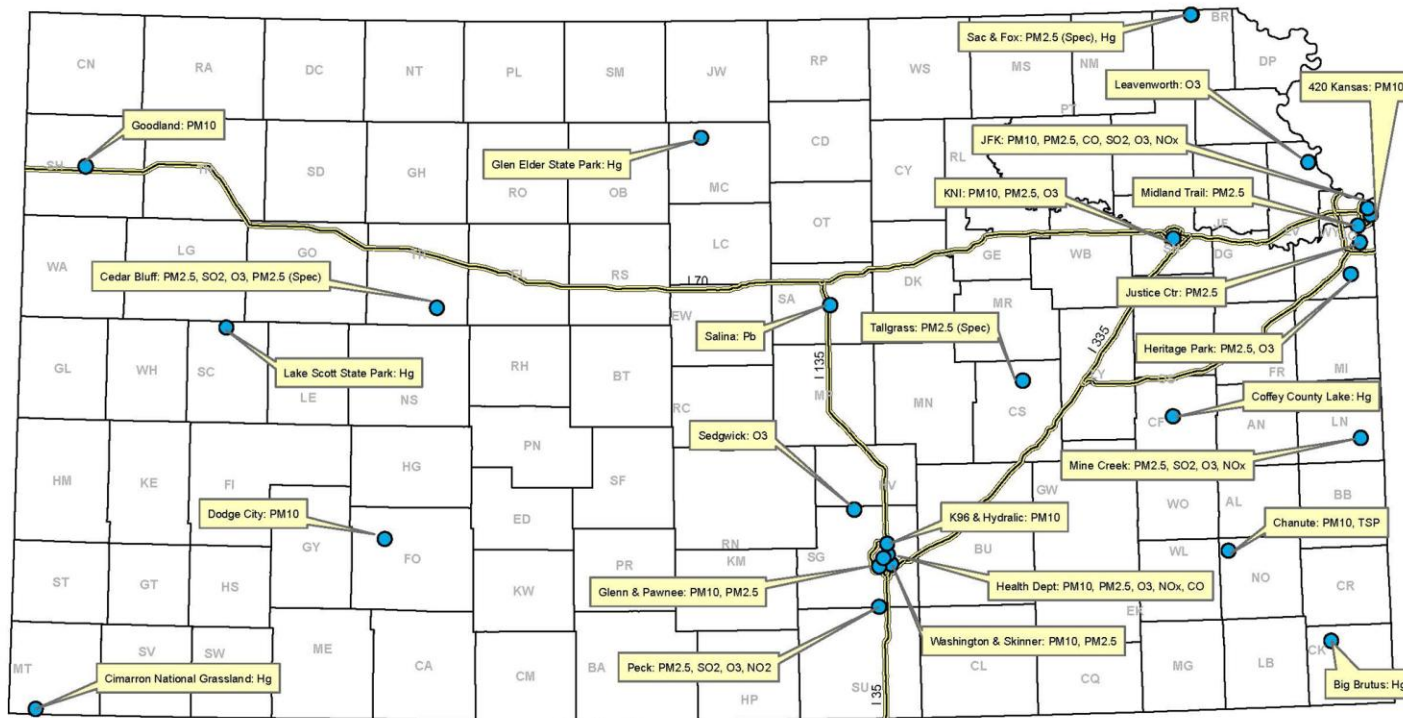 Sac & Fox: PM2.5 (Spec), Hg
BR
CN
RA
DC
NT
PL
SM
JW
RP
WS
MS
NM
DP
Leavenworth: O3
420 Kansas: PM10
Goodland: PM10
PT
JFK: PM10, PM2.5, CO, SO2, O3, NOx
Glen Elder State Park: Hg
CD
RL
CY
SH
SD
GH
RO
OB
MC
KNI: PM10, PM2.5, O3
Midland Trail: PM2.5
OT
LC
WA
LG
GO
GE
WB
DG
Cedar Bluff: PM2.5, SO2, O3, PM2.5 (Spec)
RS
I 70
DK
Justice Ctr: PM2.5
SA
MR
EW
Salina: Pb
Tallgrass: PM2.5 (Spec)
I 335
I 135
Heritage Park: PM2.5, O3
GL
WH
SC
Lake Scott State Park: Hg
LE
NS
RH
BT
RC
MN
CS
FR
MI
Coffey County Lake: Hg
CF
AN
LN
Sedgwick: O3
PN
Mine Creek: PM2.5, SO2, O3, NOx
HM
KE
FI
HG
SF
GW
WO
AL
BB
Dodge City: PM10
K96 & Hydralic: PM10
Chanute: PM10, TSP
ED
GY
FO
RN
SG
BU
WL
ST
GT
HS
KW
PR
KM
Glenn & Pawnee: PM10, PM2.5
Health Dept: PM10, PM2.5, O3, NOx, CO
NO
CR
EK
Washington & Skinner: PM10, PM2.5
MT
SV
SW
ME
CA
CM
BA
Peck: PM2.5, SO2, O3, NO2
CL
MG
LB
CK
Cimarron National Grassland: Hg
HP
SU
I 35
CQ
Big Brutus: Hg